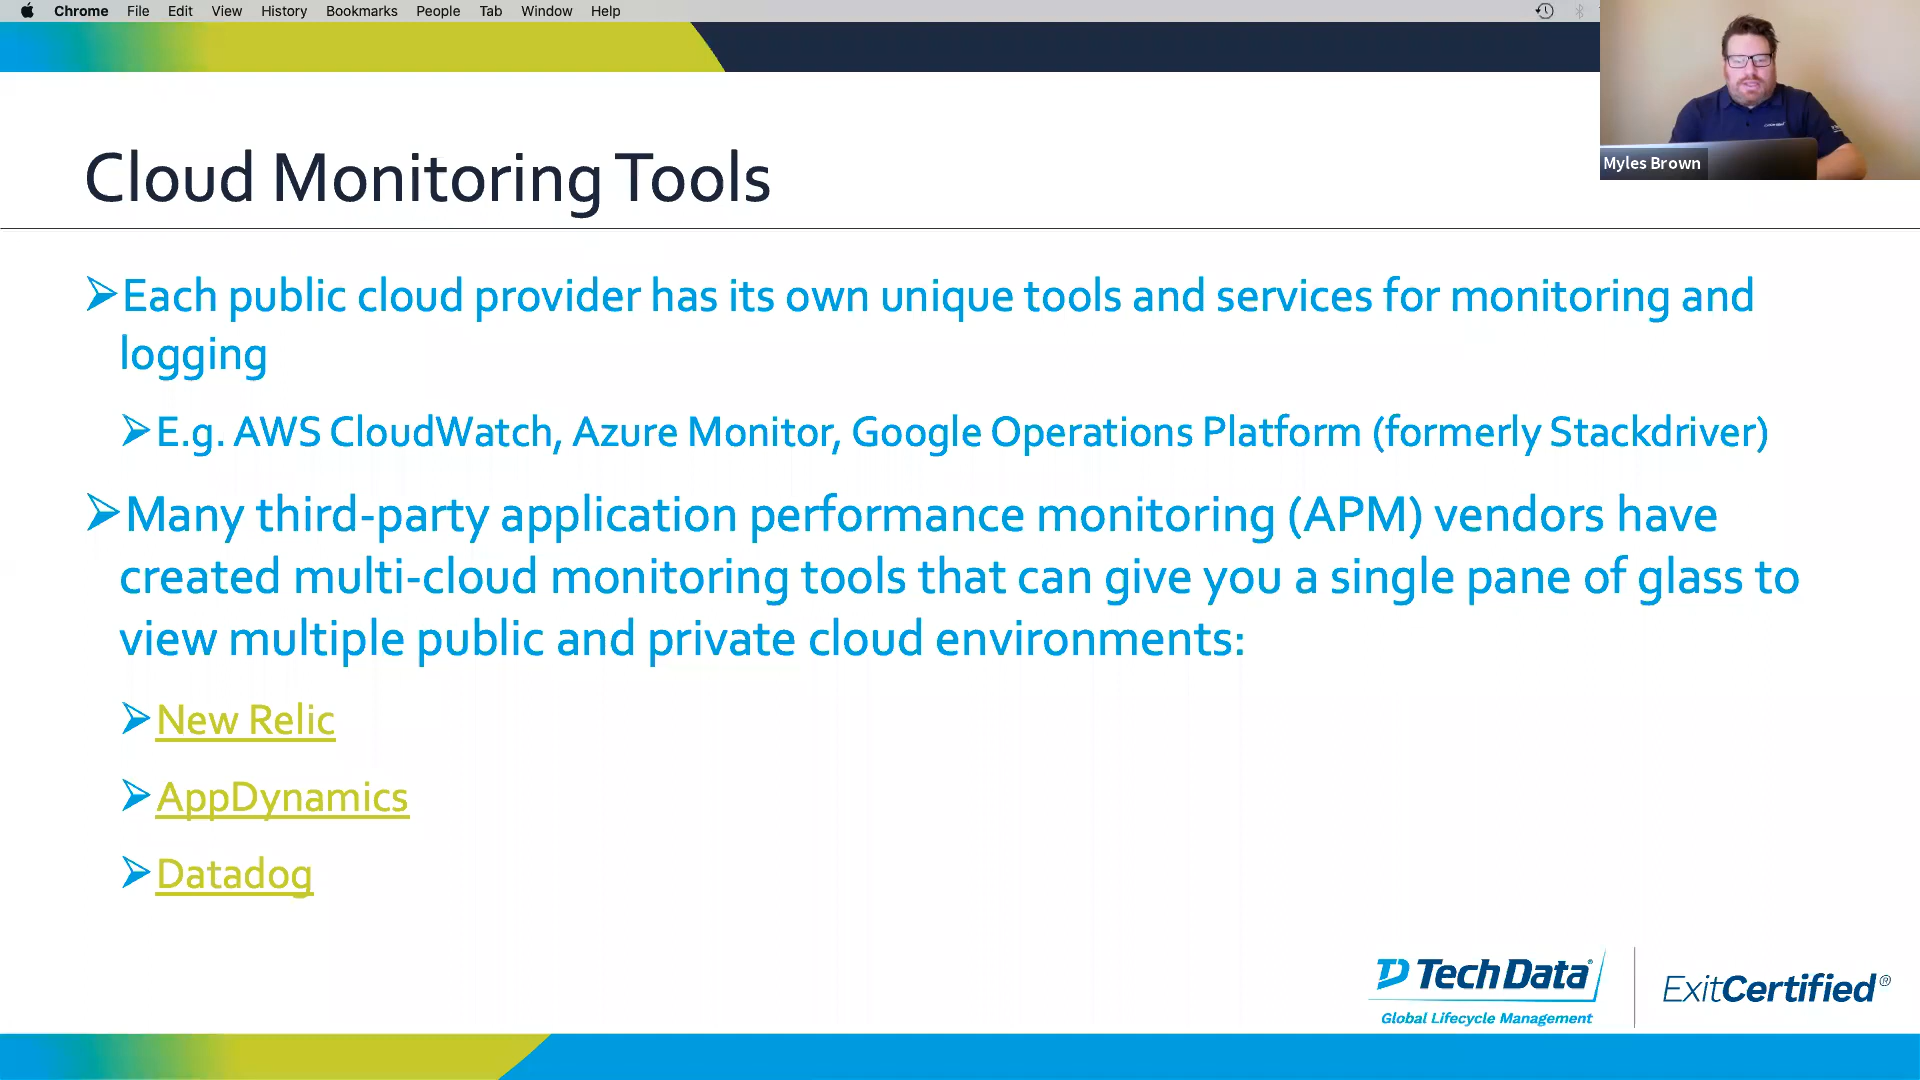 Chrome File Edit View History Bookmarks People Tab Window Help
Myles Brown
Cloud Monitoring Tools
Each public cloud provider has its own unique tools and services for monitoring and
logging
E.g. AWS CloudWatch, Azure Monitor, Google Operations Platform (formerly Stackdriver)
Many third-party application performance monitoring (APM) vendors have
created multi-cloud monitoring tools that can give you a single pane of glass to
view multiple public and private cloud environments:
New Relic
AppDynamics
Datadog
Tech Data®
Global Lifecycle Management
ExitCertified®